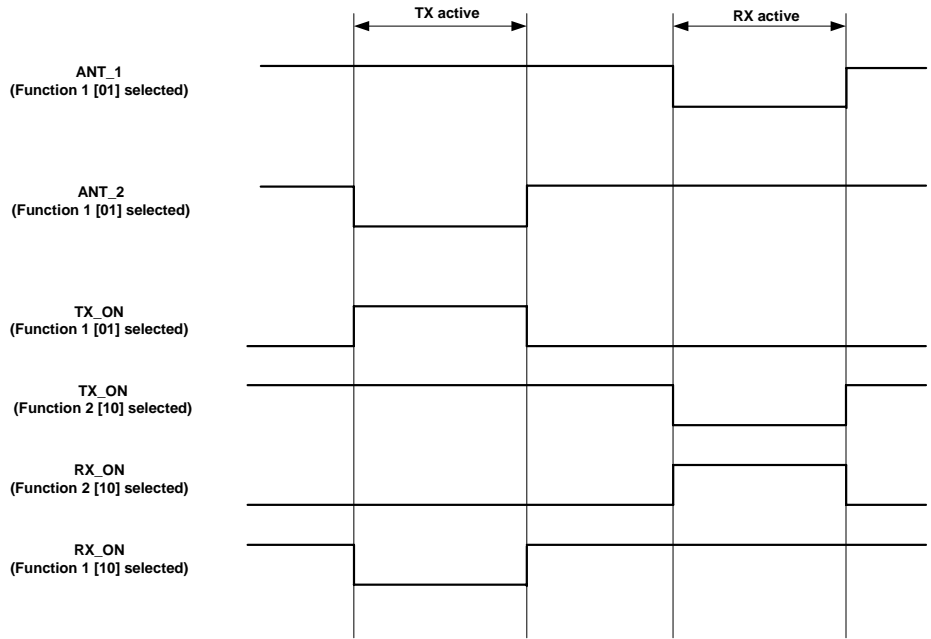 TX active
RX active
ANT_1
(Function 1 [01] selected)
ANT_2
(Function 1 [01] selected)
TX_ON
(Function 1 [01] selected)
TX_ON
(Function 2 [10] selected)
RX_ON
(Function 2 [10] selected)
RX_ON
(Function 1 [10] selected)